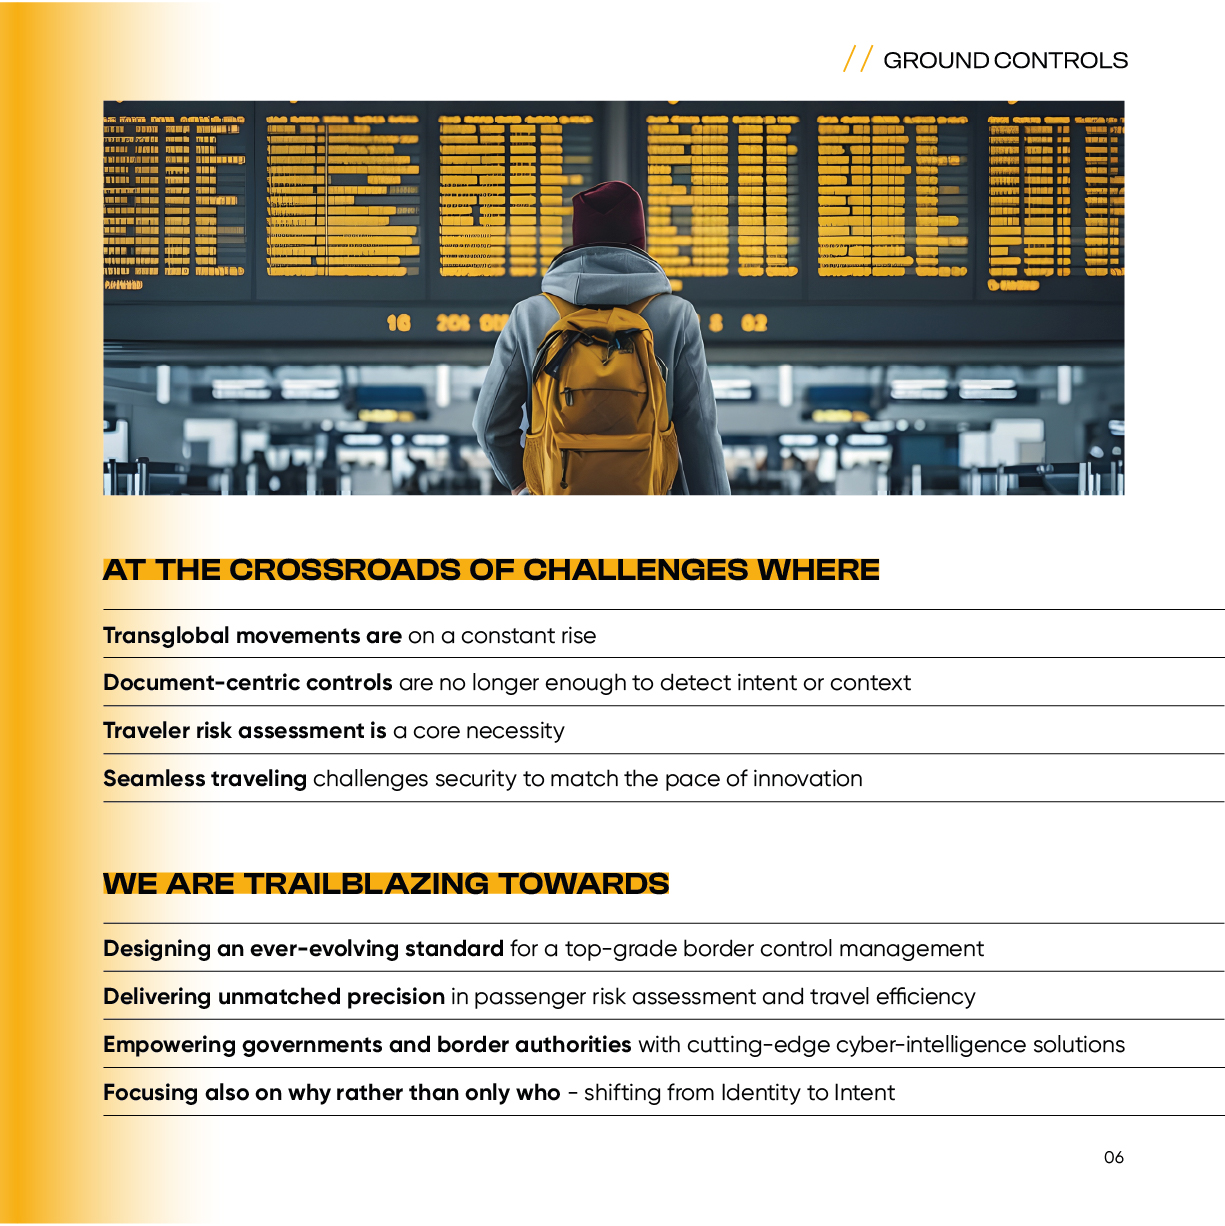 // GROUND CONTROLS
16
02
AT THE CROSSROADS OF CHALLENGES WHERE
Transglobal movements are on a constant rise
Document-centric controls are no longer enough to detect intent or context
Traveler risk assessment is a core necessity
Seamless traveling challenges security to match the pace of innovation
WE ARE TRAILBLAZING TOWARDS
Designing an ever-evolving standard for a top-grade border control management
Delivering unmatched precision in passenger risk assessment and travel efficiency
Empowering governments and border authorities with cutting-edge cyber-intelligence solutions
Focusing also on why rather than only who - shifting from Identity to Intent
06